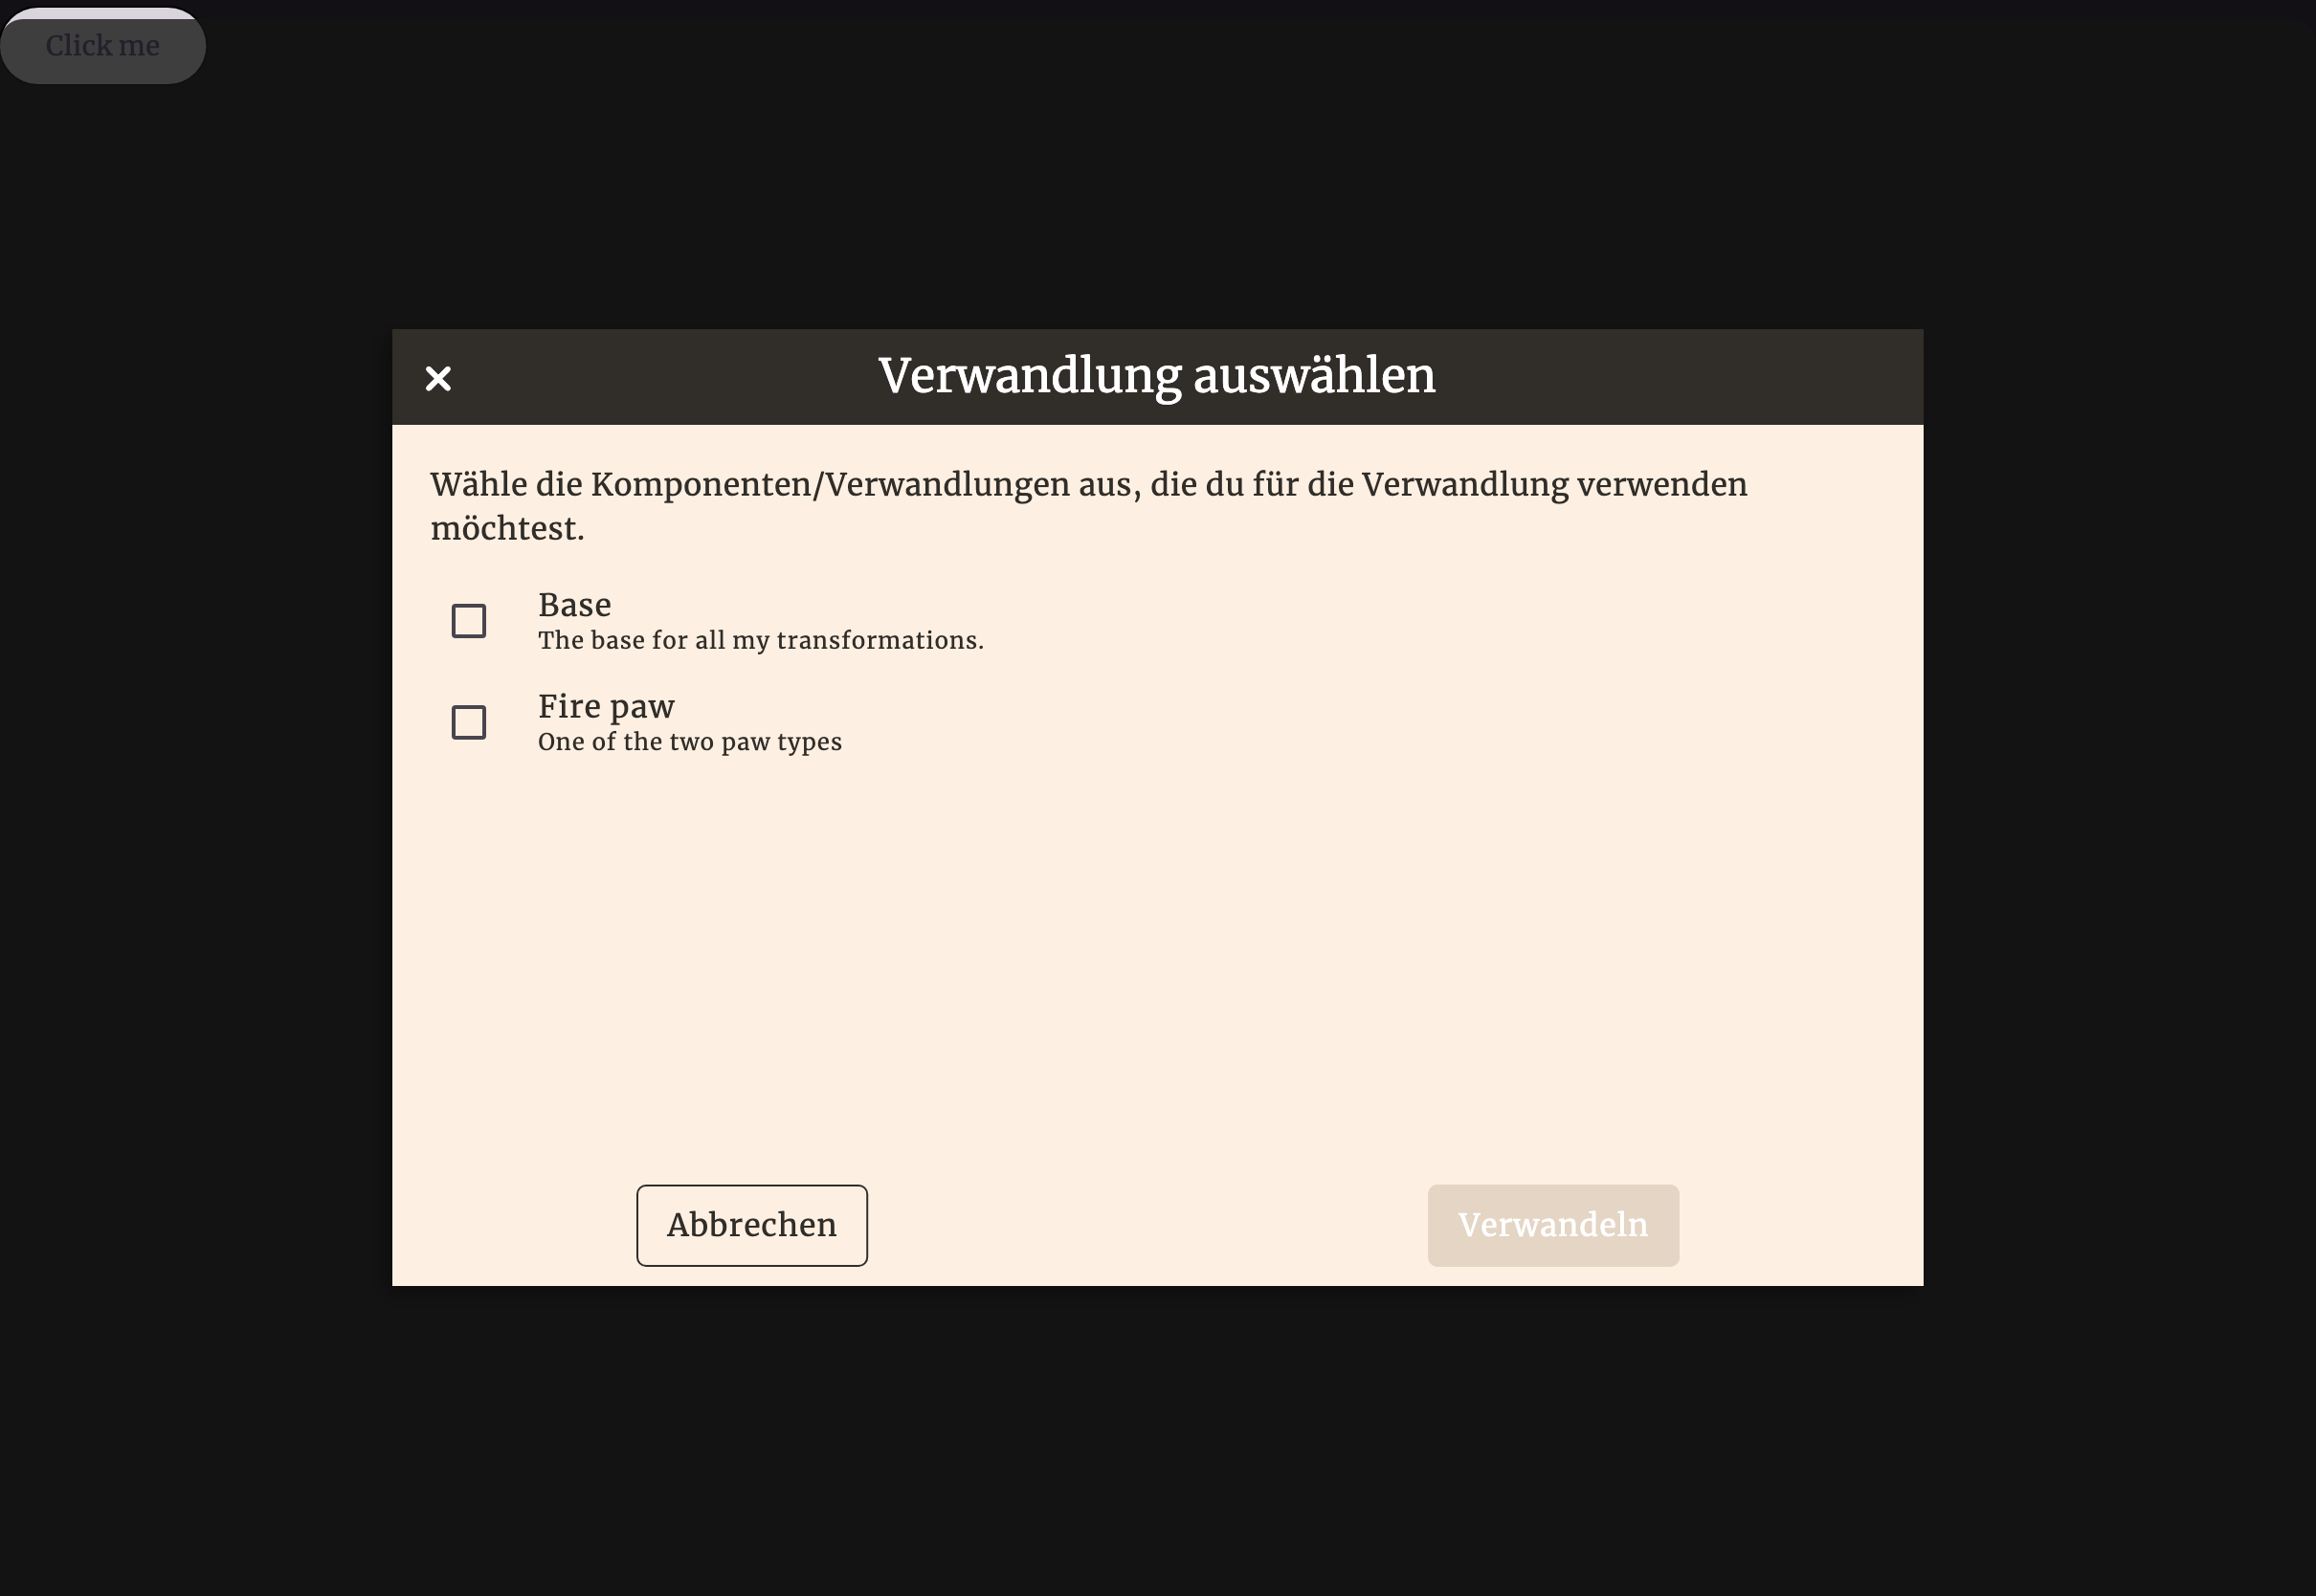 Click me
Verwandlung auswählen
Wähle die Komponenten/Verwandlungen aus, die du für die Verwandlung verwenden
möchtest.
Base
The base for all my transformations.
Fire paw
One of the two paw types
Abbrechen
Verwandeln